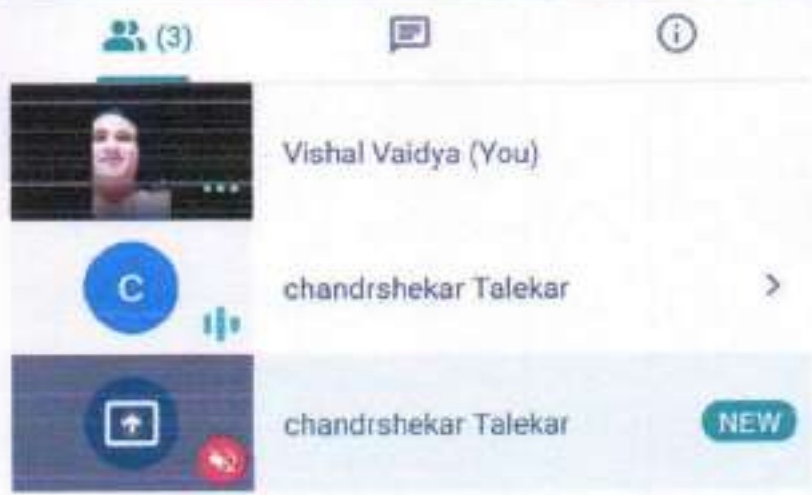 (3)
Vishal Vaidya (You)
C
chandrshekar Talekar
chandrshekar Talekar
NEW